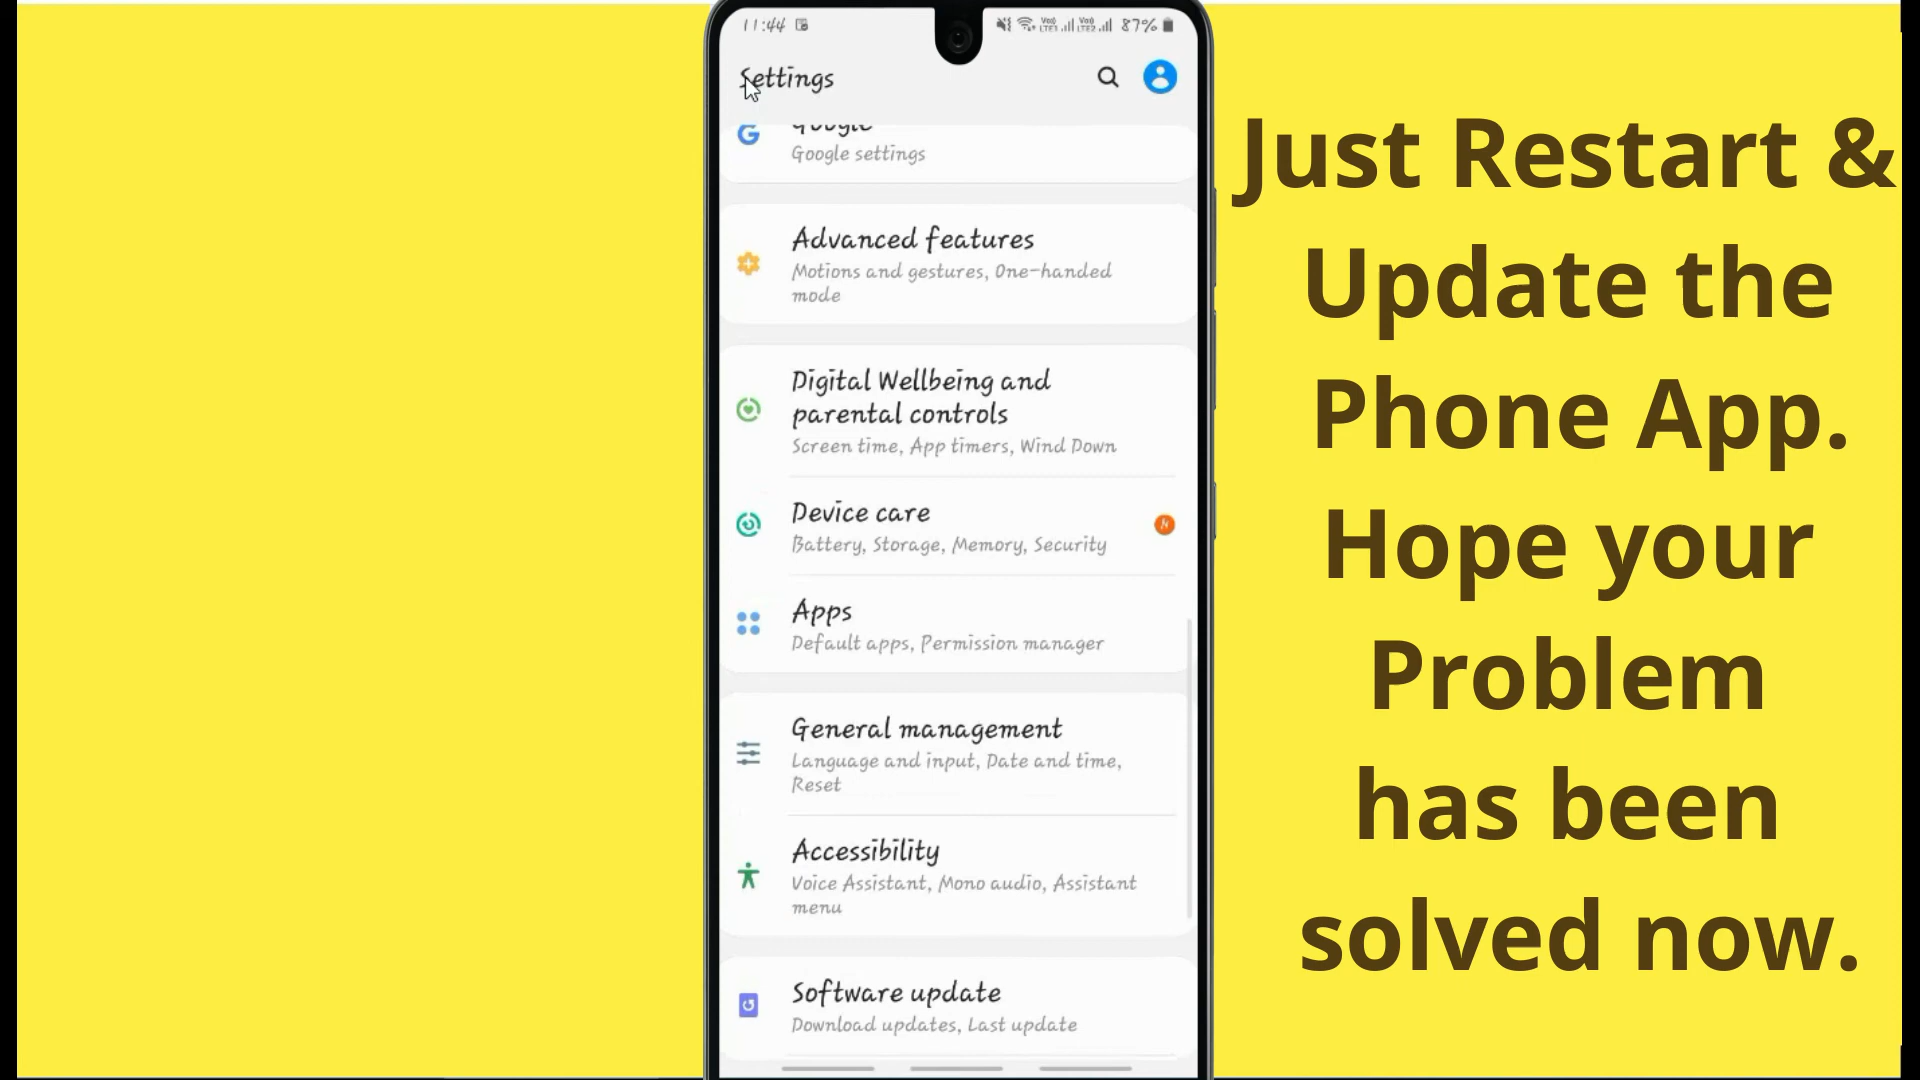 11:44
87%
Settings
Google
Google settings
Advanced features
Motions and gestures, One-handed
mode
Digital Wellbeing and
parental controls
Screen time, App timers, Wind Down
Device care
N
Battery, Storage, Memory, Security
Apps
Default apps, Permission manager
General management
Language and input, Date and time,
Reset
Accessibility
Voice Assistant, Mono audio, Assistant
menu
Software update
Download updates, Last update
Just Restart &
Update the
Phone App.
Hope your
Problem
has been
solved now.